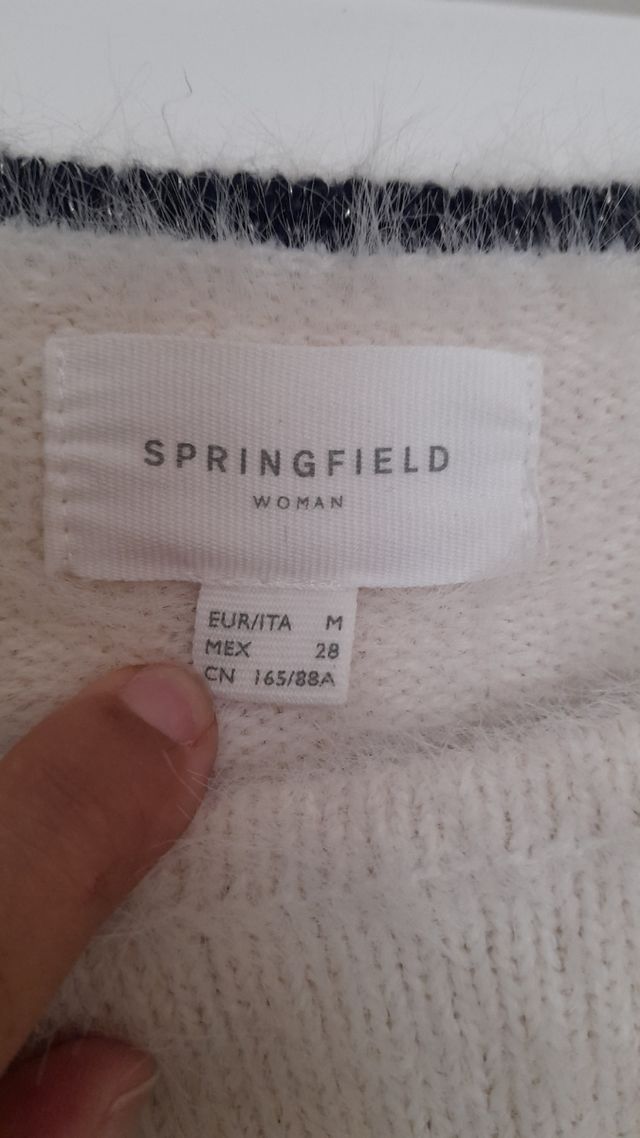 SPRINGFIELD
WOMAN
EUR/ITA M
MEX 28
CN 165/88A